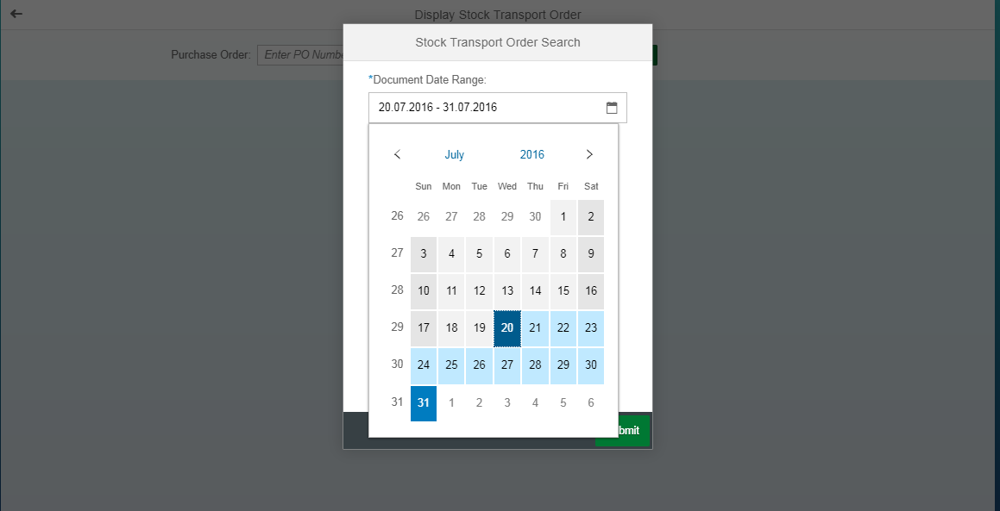 Display Stock Transport Order
Stock Transport Order Search
Purchase Order: Enter PO
*Document Date Range:
20.07.2016 - 31.07.2016
July 2016
Sun Mon Tue Wed Thu Fri Sat
26 26 27 28 29 30 1 2
27 3 4 5 6 7 8 9
28 10 11 12 13 14 15 16
29 17 18 19 20 21 22 23
30 24 25 26 27 28 29 30
31 31 1 2 3 4 5 6